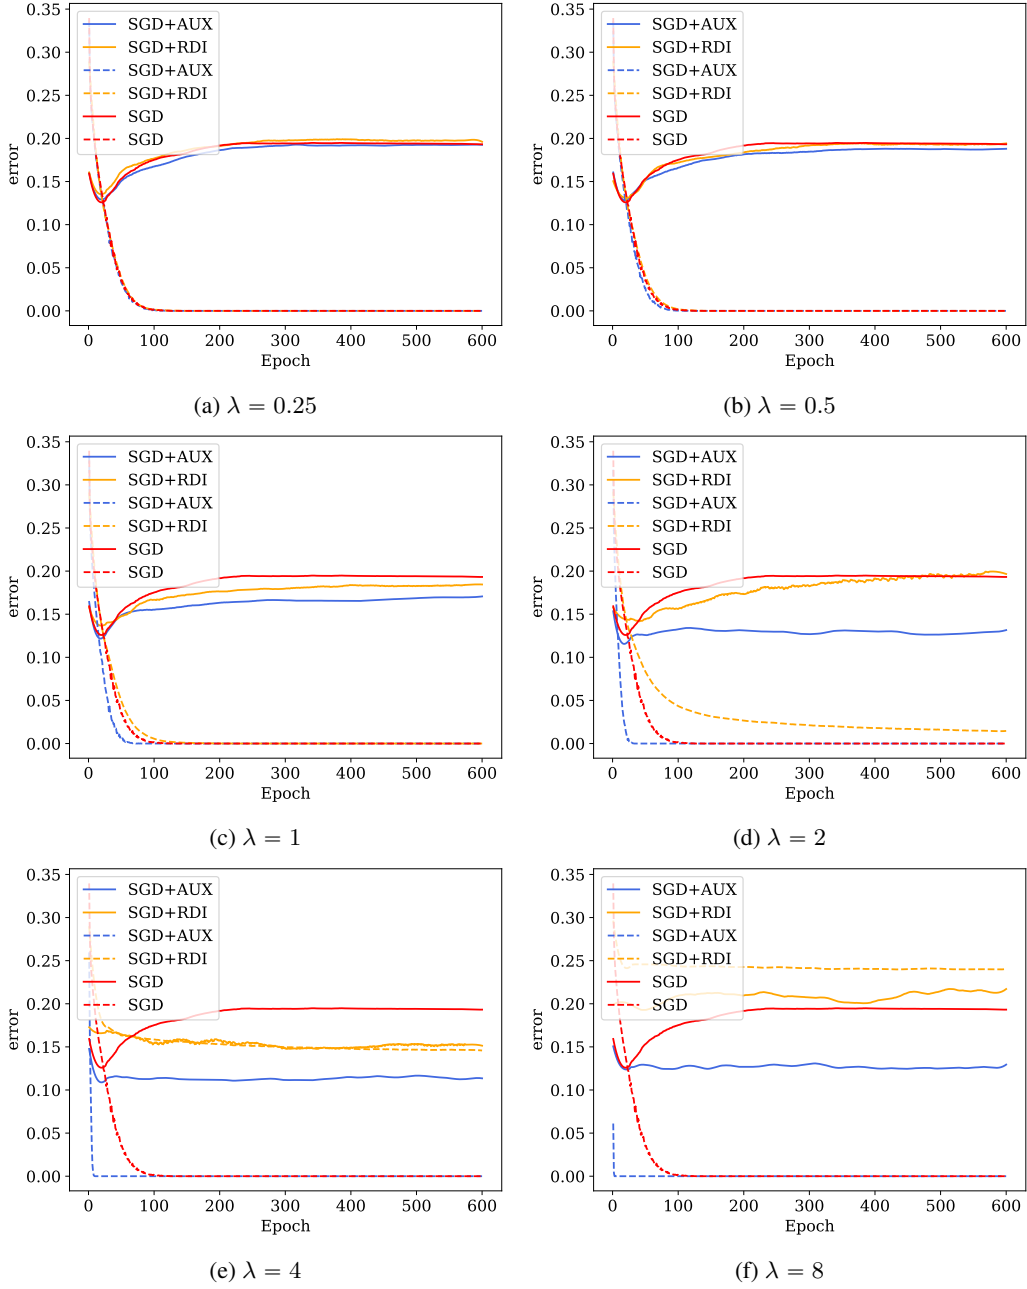 0.35
0.30
0.25
0.20
0.15
0.10
0.05
0.00
error
SGD+AUX
SGD+RDI
SGD+AUX
SGD+RDI
SGD
SGD
0 100 200 300 400 500 600
Epoch
(a) λ = 0.25
0.35
0.30
0.25
0.20
0.15
0.10
0.05
0.00
error
SGD+AUX
SGD+RDI
SGD+AUX
SGD+RDI
SGD
SGD
0 100 200 300 400 500 600
Epoch
(b) λ = 0.5
0.35
0.30
0.25
0.20
0.15
0.10
0.05
0.00
error
SGD+AUX
SGD+RDI
SGD+AUX
SGD+RDI
SGD
SGD
0 100 200 300 400 500 600
Epoch
(c) λ = 1
0.35
0.30
0.25
0.20
0.15
0.10
0.05
0.00
error
SGD+AUX
SGD+RDI
SGD+AUX
SGD+RDI
SGD
SGD
0 100 200 300 400 500 600
Epoch
(d) λ = 2
0.35
0.30
0.25
0.20
0.15
0.10
0.05
0.00
error
SGD+AUX
SGD+RDI
SGD+AUX
SGD+RDI
SGD
SGD
0 100 200 300 400 500 600
Epoch
(e) λ = 4
0.35
0.30
0.25
0.20
0.15
0.10
0.05
0.00
error
SGD+AUX
SGD+RDI
SGD+AUX
SGD+RDI
SGD
SGD
0 100 200 300 400 500 600
Epoch
(f) λ = 8